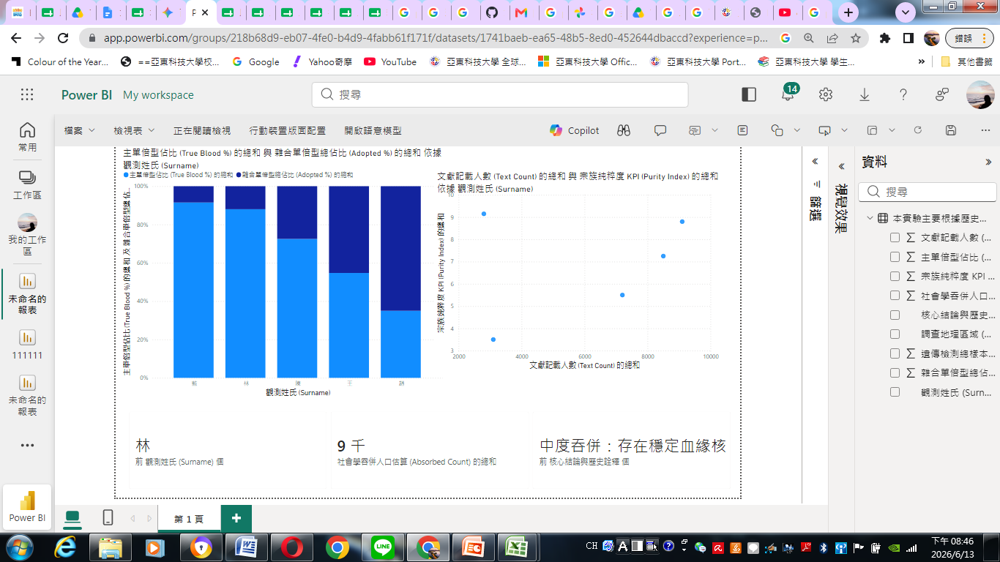 app.powerbi.com/groups/218b68d9-eb07-4fe0-b4d9-4fabb61f171f/datasets/1741baeb-ea65-48b5-8ed0-452644dbaccd?experience=p...
錯誤
Colour of the Year...
==亞東科技大學校...
Google
Yahoo奇摩
YouTube
亞東科技大學 全球...
亞東科技大學 Offic...
亞東科技大學 Port...
亞東科技大學 學生...
»
其他書籤
Power BI My workspace
搜尋
14
檔案
檢視表
正在閱讀檢視
行動裝置版面配置
開啟語意模型
Copilot
常用
工作區
我的工作
區
未命名的
報表
111111
未命名的
報表
Power BI
主單倍型佔比 (True Blood %) 的總和 與 雜合單倍型總佔比 (Adopted %) 的總和 依據
觀測姓氏 (Surname)
主單倍型佔比 (True Blood %) 的總和 雜合單倍型總佔比 (Adopted %) 的總和
主單倍型佔比 (True Blood %) 的總和 及 雜合單倍型總佔...
100%
80%
60%
40%
20%
0%
林
陳
王
趙
觀測姓氏 (Surname)
文獻記載人數 (Text Count) 的總和 與 宗族純粹度 KPI (Purity Index) 的總和
依據 觀測姓氏 (Surname)
宗族純粹度 KPI (Purity Index) 的總和
10
9
8
7
6
5
4
3
2000
4000
6000
8000
10000
文獻記載人數 (Text Count) 的總和
林
前 觀測姓氏 (Surname) 個
9 千
社會學吞併人口估算 (Absorbed Count) 的總和
中度吞併：存在穩定血緣核
前 核心結論與歷史詮釋 個
篩選
視覺效果
資料
搜尋
本實驗主要根據歷史...
文獻記載人數 (...
主單倍型佔比 (...
宗族純粹度 KPI ...
社會學吞併人口...
核心結論與歷史...
調查地理區域 (...
遺傳檢測總樣本...
雜合單倍型總佔...
觀測姓氏 (Surn...
第 1 頁
CH
下午 08:46
2026/6/13